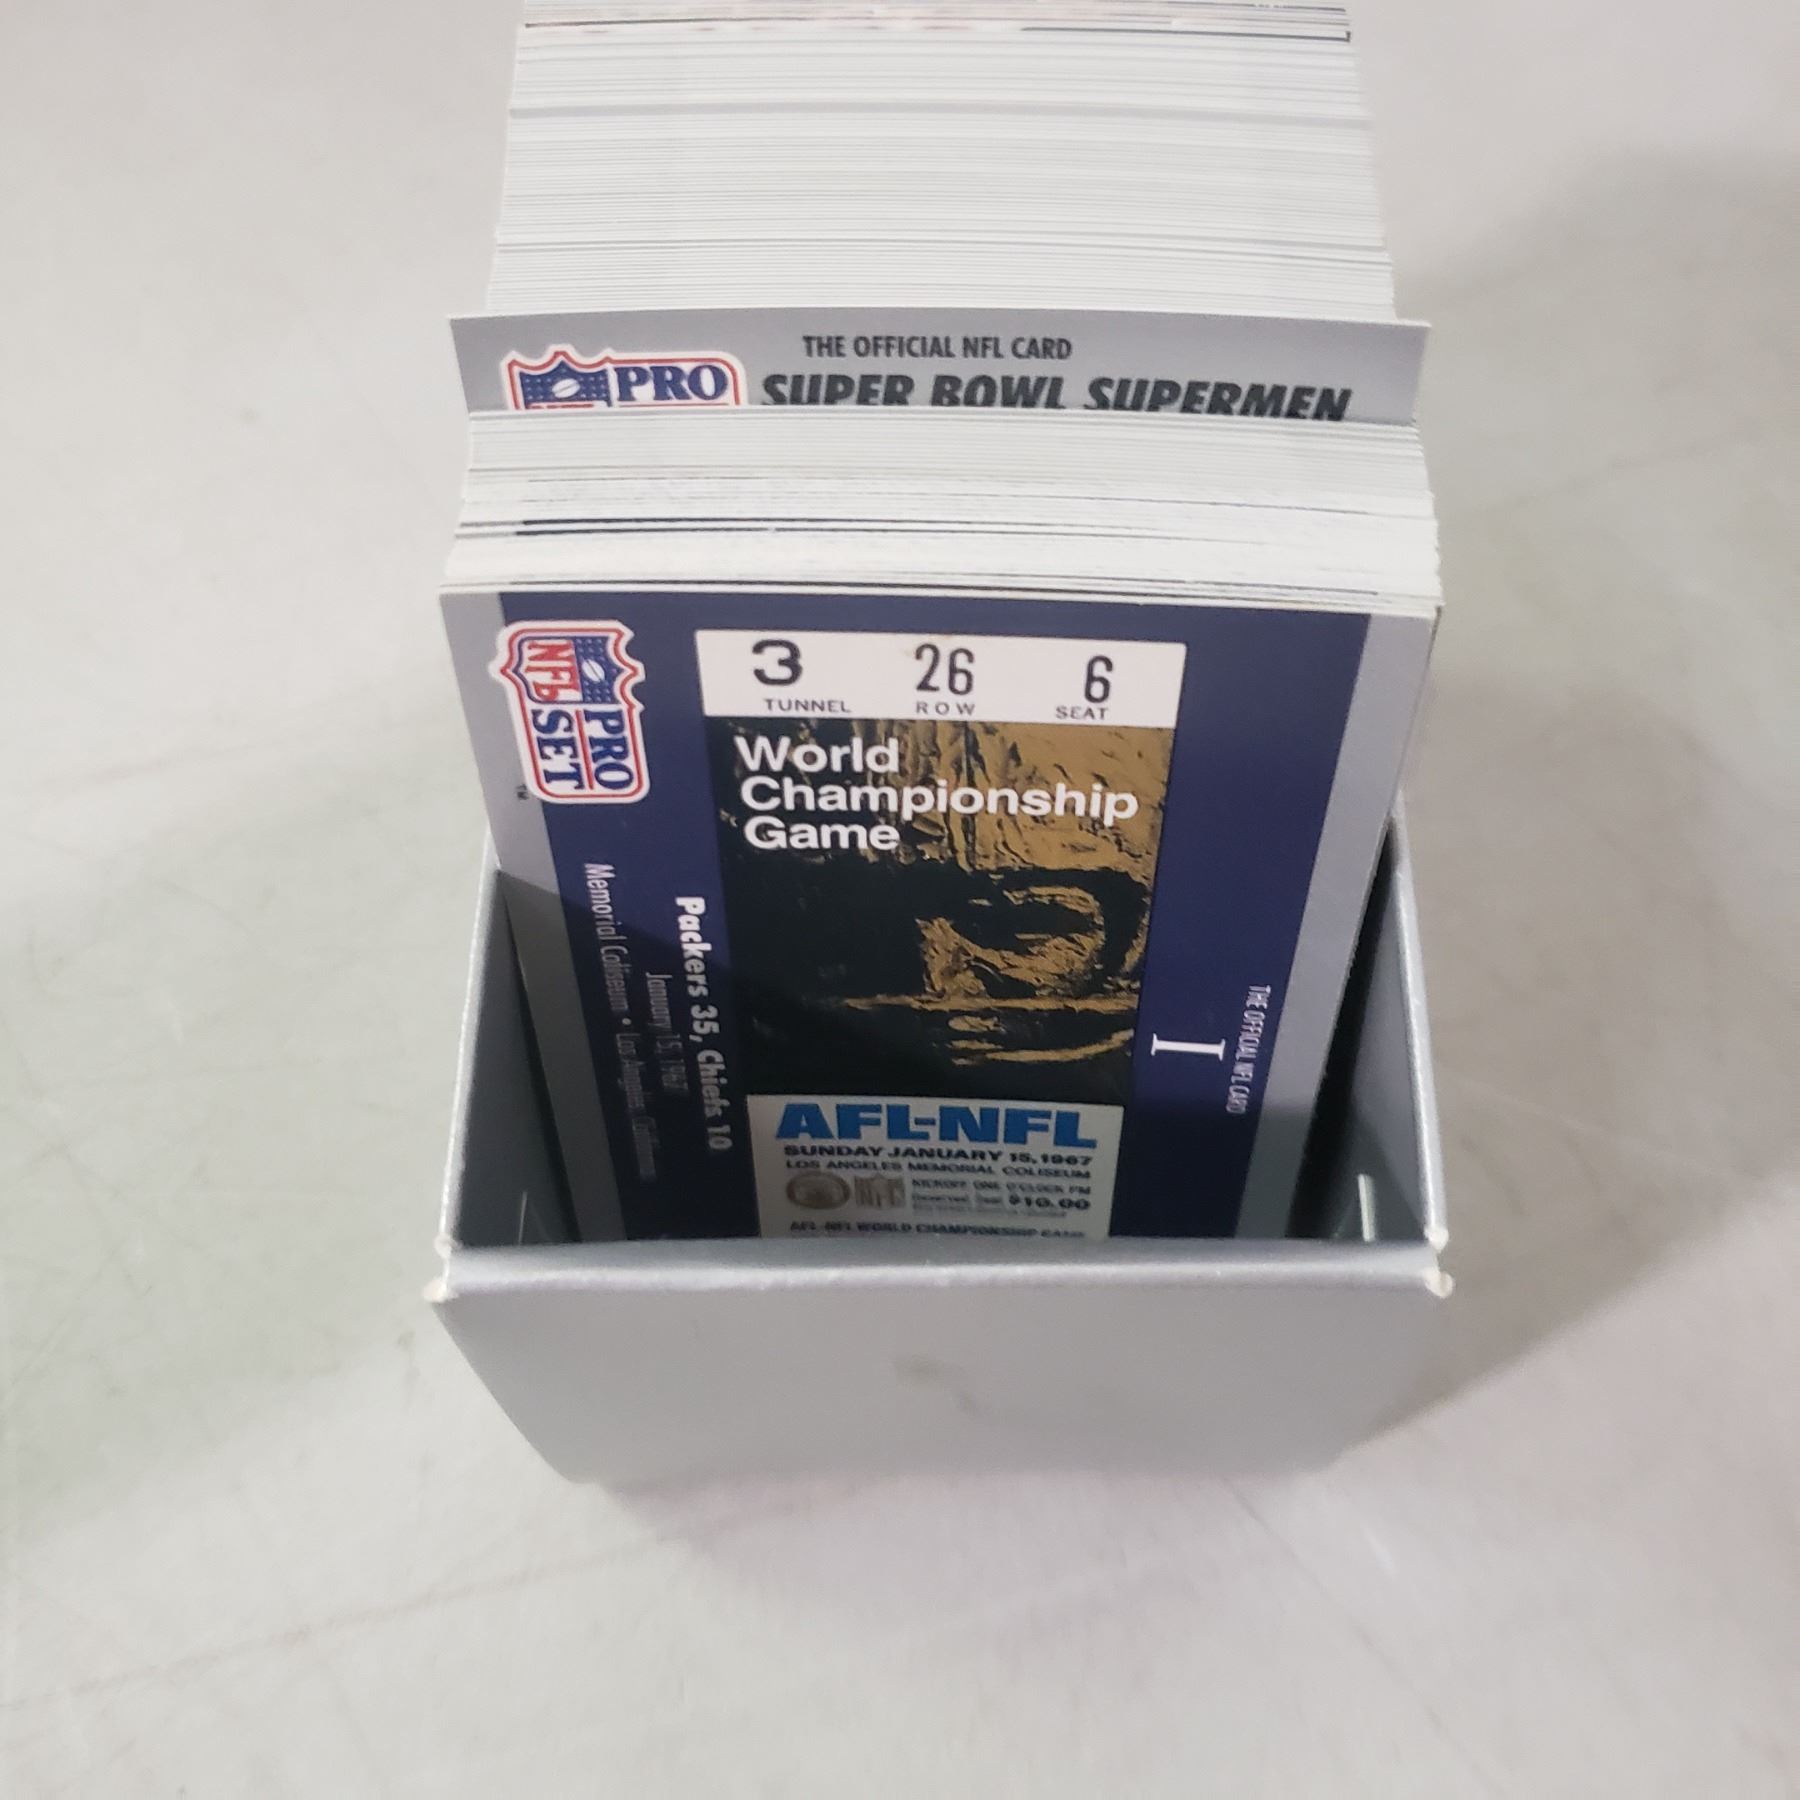 THE OFFICIAL NFL CARD
PRO
SUPER BOWL SUPERMEN
3 26 6
TUNNEL ROW SEAT
NFL PRO SET
TM
World
Championship
Game
Packers 35, Chiefs 10
January 15, 1967
Memorial Coliseum • Los Angeles, California
I
THE OFFICIAL NFL CARD
AFL-NFL
SUNDAY JANUARY 15, 1967
LOS ANGELES MEMORIAL COLISEUM
KICKOFF ONE O'CLOCK PM
$10.00
AFL-NFL WORLD CHAMPIONSHIP GAME